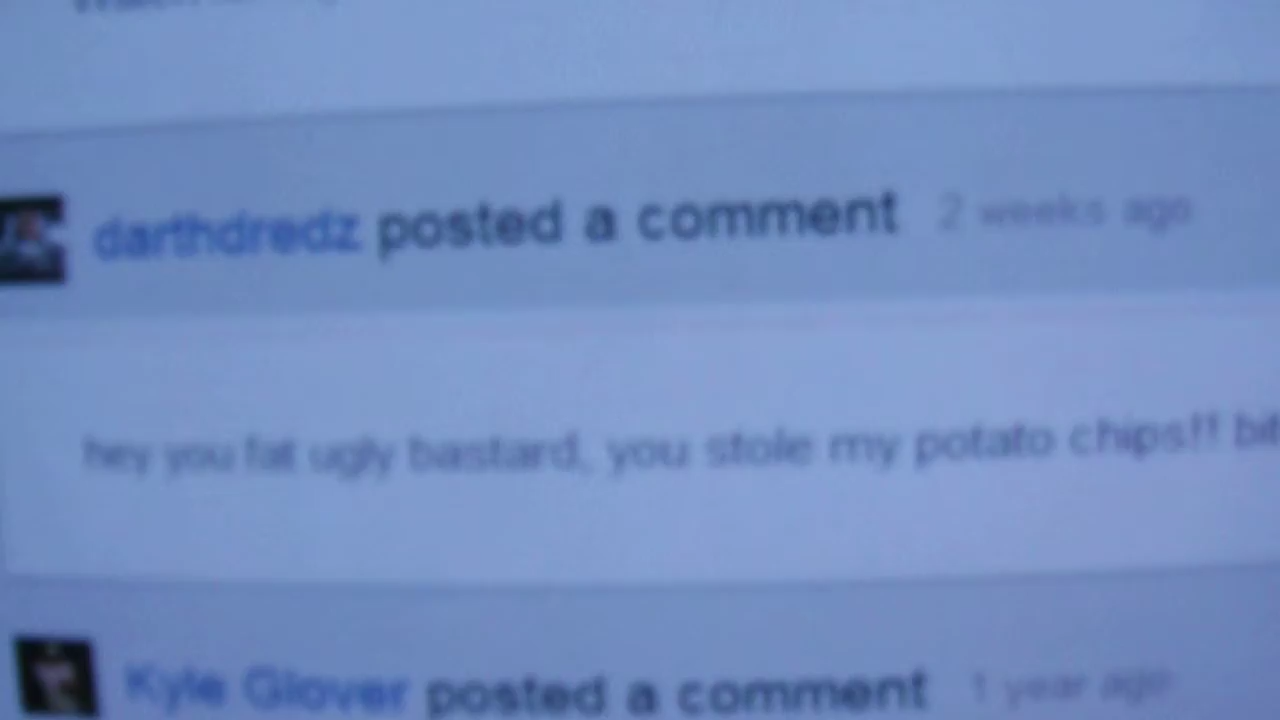 darthdredz posted a comment 2 weeks ago
hey you fat ugly bastard, you stole my potato chips!! bit
Kyle Glover posted a comment 1 year ago